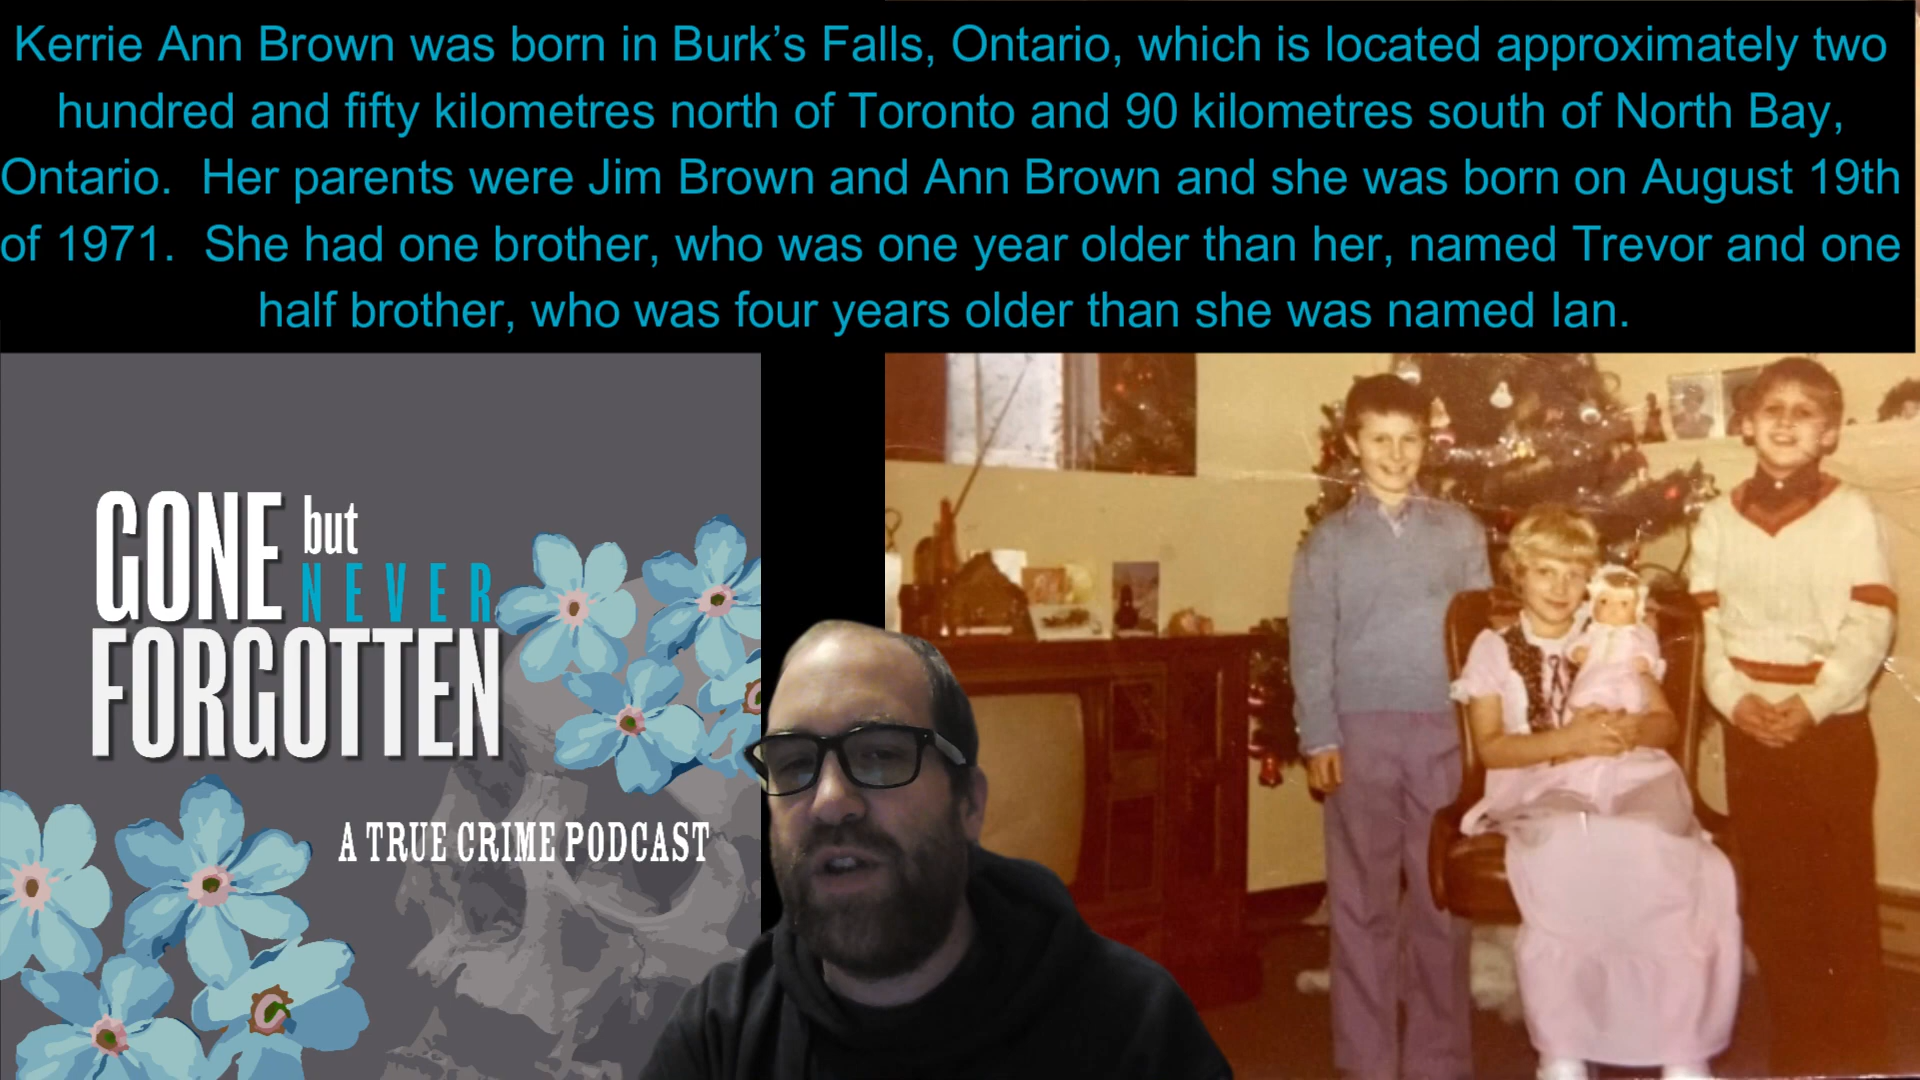 Kerrie Ann Brown was born in Burk’s Falls, Ontario, which is located approximately two
hundred and fifty kilometres north of Toronto and 90 kilometres south of North Bay,
Ontario.  Her parents were Jim Brown and Ann Brown and she was born on August 19th
of 1971.  She had one brother, who was one year older than her, named Trevor and one
half brother, who was four years older than she was named Ian.
GONE but
NEVER
FORGOTTEN
A TRUE CRIME PODCAST